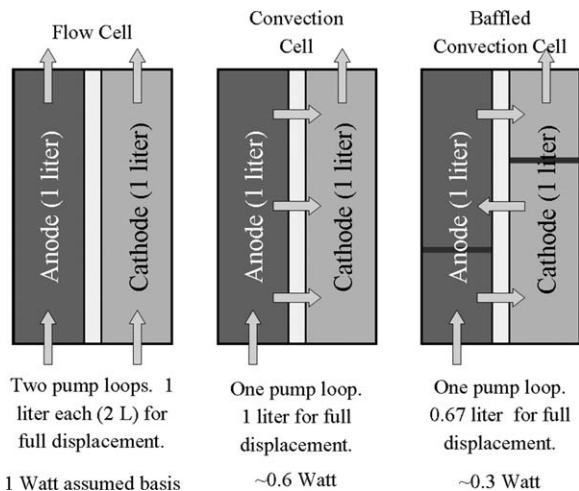 Flow Cell
Anode (1 liter)
Cathode (1 liter)
Two pump loops.  1
liter each (2 L) for
full displacement.
1 Watt assumed basis
Convection
Cell
Anode (1 liter)
Cathode (1 liter)
One pump loop.
1 liter for full
displacement.
~0.6 Watt
Baffled
Convection Cell
Anode (1 liter)
Cathode (1 liter)
One pump loop.
0.67 liter  for full
displacement.
~0.3 Watt